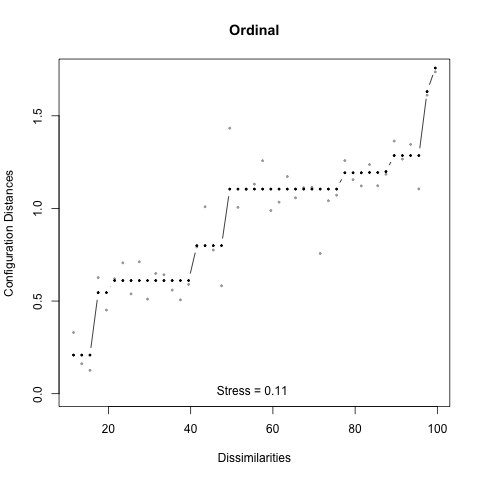 Ordinal
Configuration Distances
1.5
1.0
0.5
0.0
Stress = 0.11
20 40 60 80 100
Dissimilarities